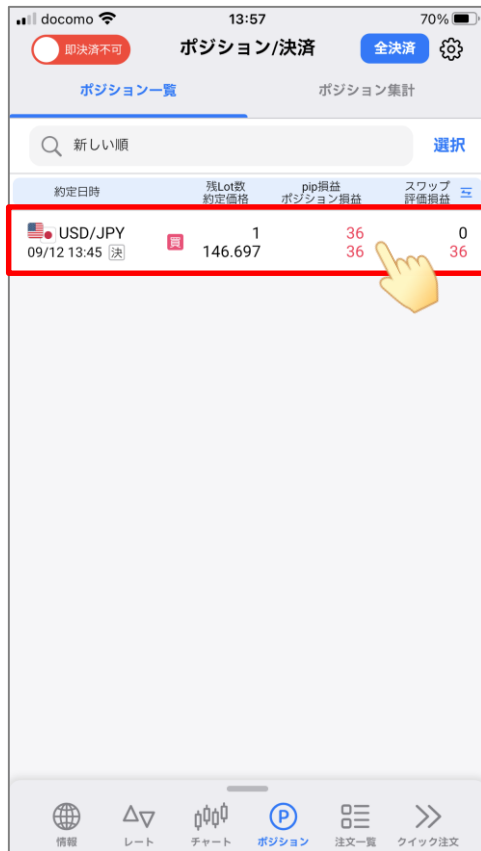 docomo 13:57 70%
即決済不可 ポジション/決済 全決済
ポジション一覧 ポジション集計
新しい順 選択
約定日時 残Lot数 pip損益 スワップ
約定価格 ポジション損益 評価損益
USD/JPY 買 1 36 0
09/12 13:45 決 146.697 36 36
P
情報 レート チャート ポジション 注文一覧 クイック注文